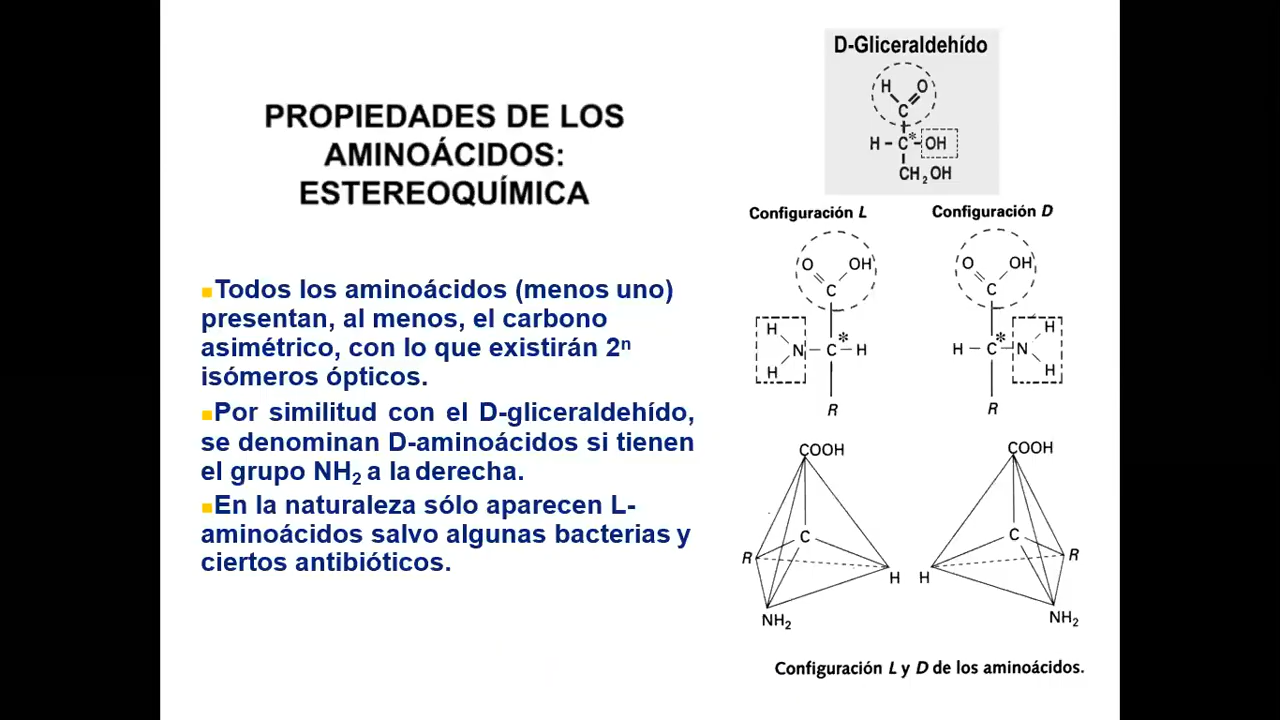 PROPIEDADES DE LOS
AMINOÁCIDOS:
ESTEREOQUÍMICA
Todos los aminoácidos (menos uno)
presentan, al menos, el carbono
asimétrico, con lo que existirán 2ⁿ
isómeros ópticos.
Por similitud con el D-gliceraldehído,
se denominan D-aminoácidos si tienen
el grupo NH₂ a la derecha.
En la naturaleza sólo aparecen L-
aminoácidos salvo algunas bacterias y
ciertos antibióticos.
D-Gliceraldehído
H O
C
H - C* - OH
CH₂OH
Configuración L
O OH
C
H
N - C* - H
H
R
Configuración D
O OH
C
H
H - C* - N
H
R
COOH
C
R
H
NH₂
COOH
C
R
H
NH₂
Configuración L y D de los aminoácidos.